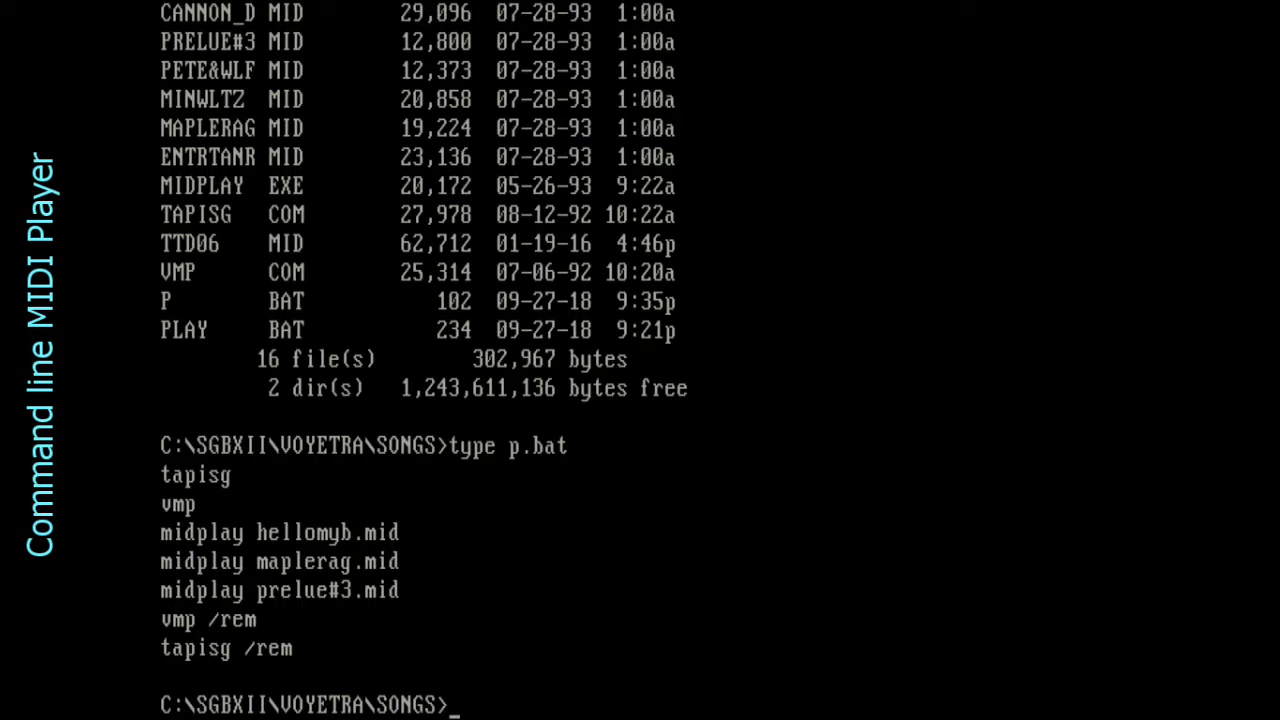 Command line MIDI Player
CANNON_D MID 29,096 07-28-93 1:00a
PRELUE#3 MID 12,800 07-28-93 1:00a
PETE&WLF MID 12,373 07-28-93 1:00a
MINWLTZ MID 20,858 07-28-93 1:00a
MAPLERAG MID 19,224 07-28-93 1:00a
ENTRTANR MID 23,136 07-28-93 1:00a
MIDPLAY EXE 20,172 05-26-93 9:22a
TAPISG COM 27,978 08-12-92 10:22a
TTD06 MID 62,712 01-19-16 4:46p
VMP COM 25,314 07-06-92 10:20a
P BAT 102 09-27-18 9:35p
PLAY BAT 234 09-27-18 9:21p
16 file(s) 302,967 bytes
2 dir(s) 1,243,611,136 bytes free
C:\SGBXII\VOYETRA\SONGS>type p.bat
tapisg
vmp
midplay hellomyb.mid
midplay maplerag.mid
midplay prelue#3.mid
vmp /rem
tapisg /rem
C:\SGBXII\VOYETRA\SONGS>_